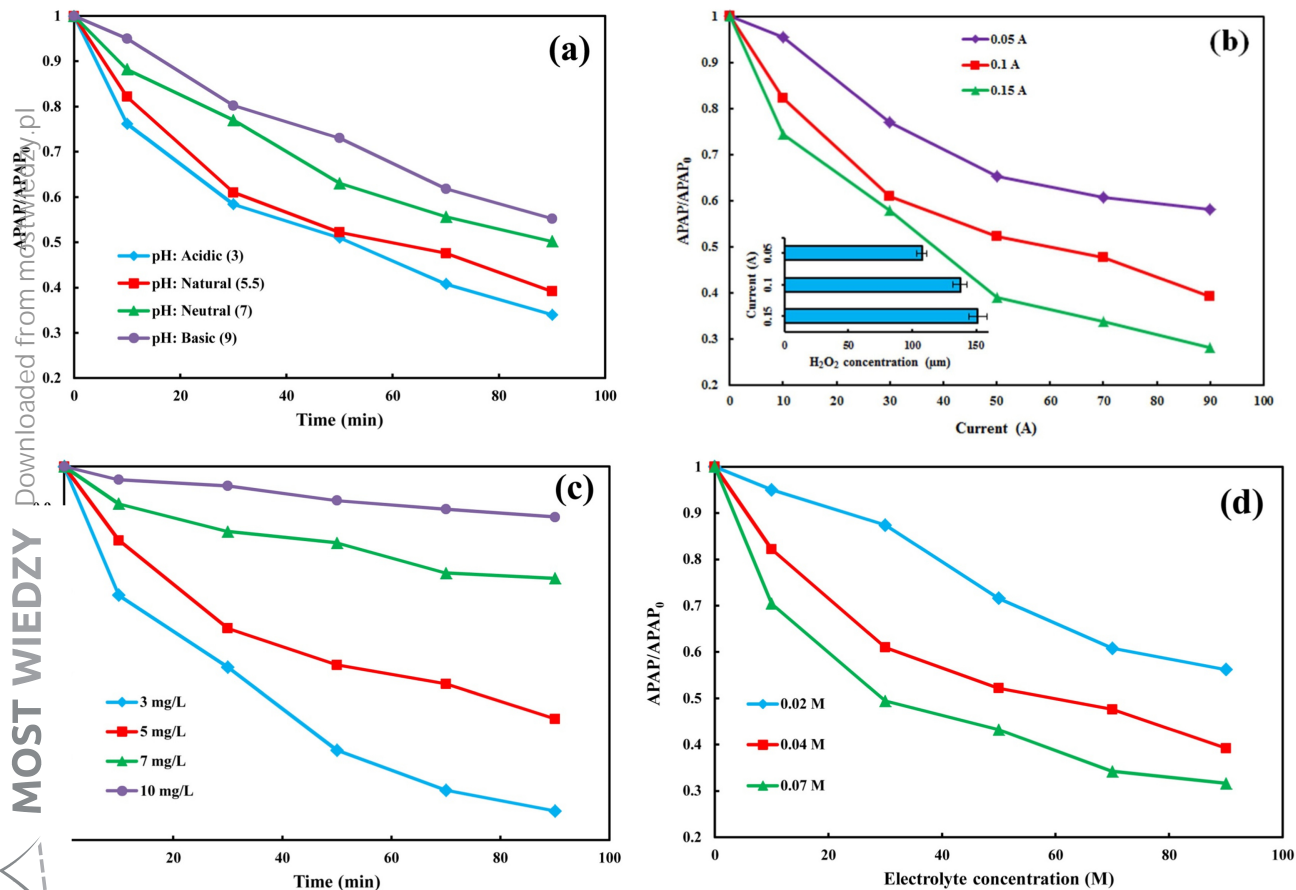 Downloaded from mostwiedzy.pl
MOST WIEDZY
(a)
APAP/APAP₀
1
0.9
0.8
0.7
0.6
0.5
0.4
0.3
0.2
pH: Acidic (3)
pH: Natural (5.5)
pH: Neutral (7)
pH: Basic (9)
0 20 40 60 80 100
Time (min)
(b)
APAP/APAP₀
1
0.9
0.8
0.7
0.6
0.5
0.4
0.3
0.2
0.05 A
0.1 A
0.15 A
Current (A)
0.05
0.1
0.15
0 50 100 150
H₂O₂ concentration (µm)
0 10 20 30 40 50 60 70 80 90 100
Current (A)
(c)
3 mg/L
5 mg/L
7 mg/L
10 mg/L
20 40 60 80 100
Time (min)
(d)
APAP/APAP₀
1
0.9
0.8
0.7
0.6
0.5
0.4
0.3
0.2
0.02 M
0.04 M
0.07 M
0 20 40 60 80 100
Electrolyte concentration (M)